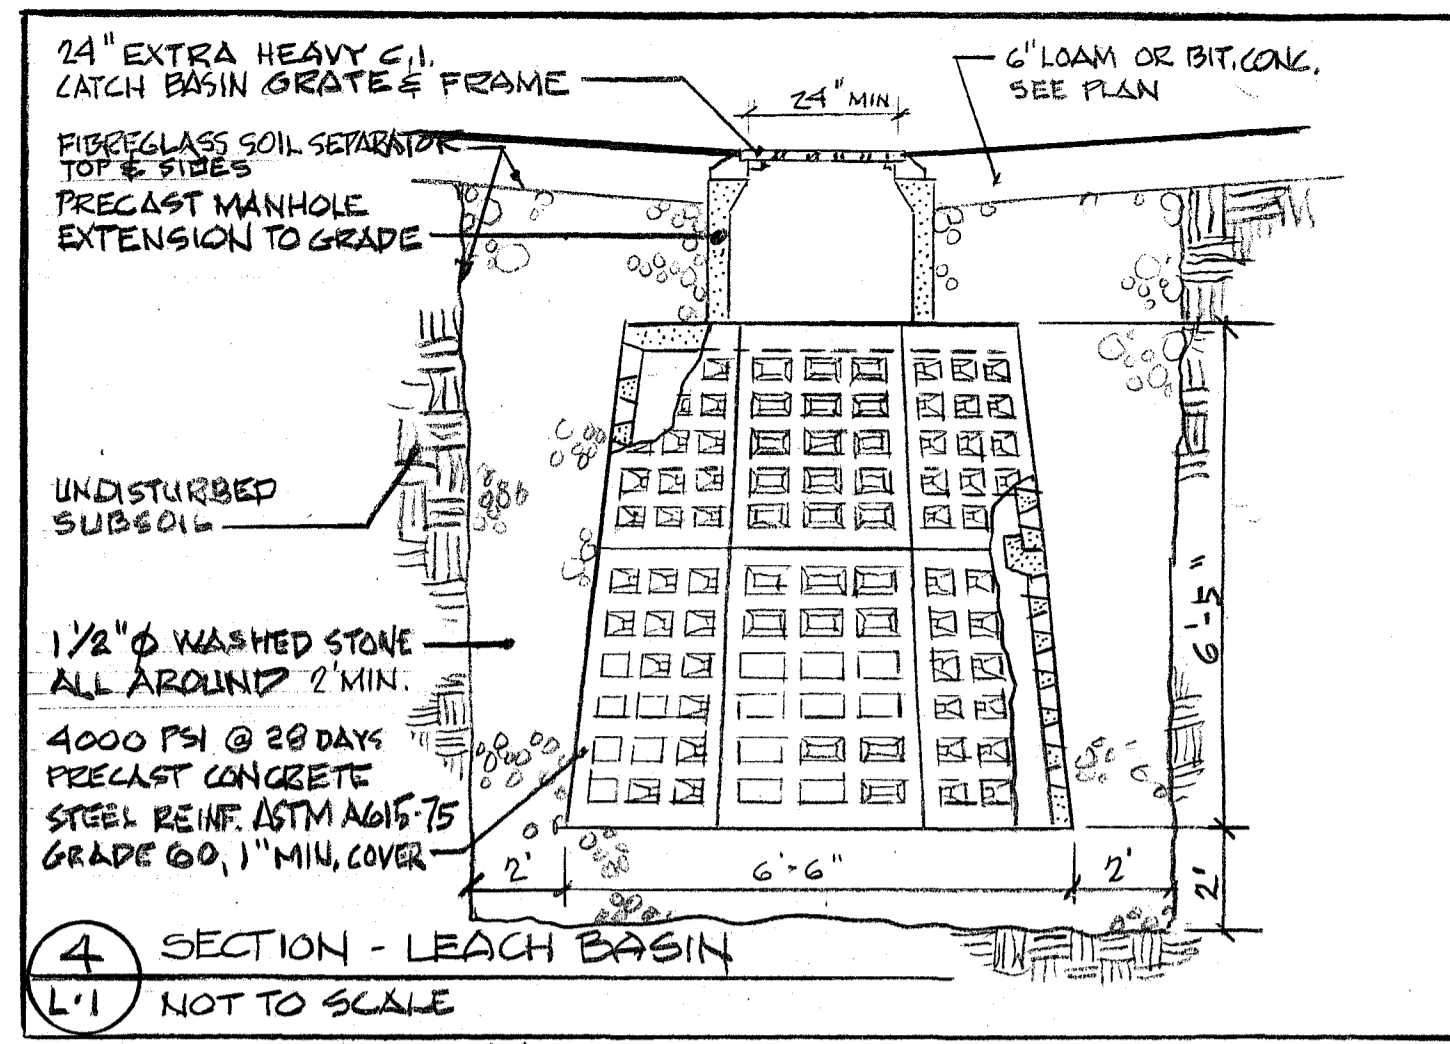 24" EXTRA HEAVY C.I.
CATCH BASIN GRATE & FRAME
6" LOAM OR BIT. CONC.
SEE PLAN
24" MIN
FIBREGLASS SOIL SEPARATOR
TOP & SIDES
PRECAST MANHOLE
EXTENSION TO GRADE
UNDISTURBED
SUBSOIL
1 1/2" Ø WASHED STONE
ALL AROUND 2' MIN.
4000 PSI @ 28 DAYS
PRECAST CONCRETE
STEEL REINF. ASTM A615-75
GRADE 60, 1" MIN. COVER
6'-5"
2'
6'-6"
2'
2'
4
L·1
SECTION - LEACH BASIN
NOT TO SCALE